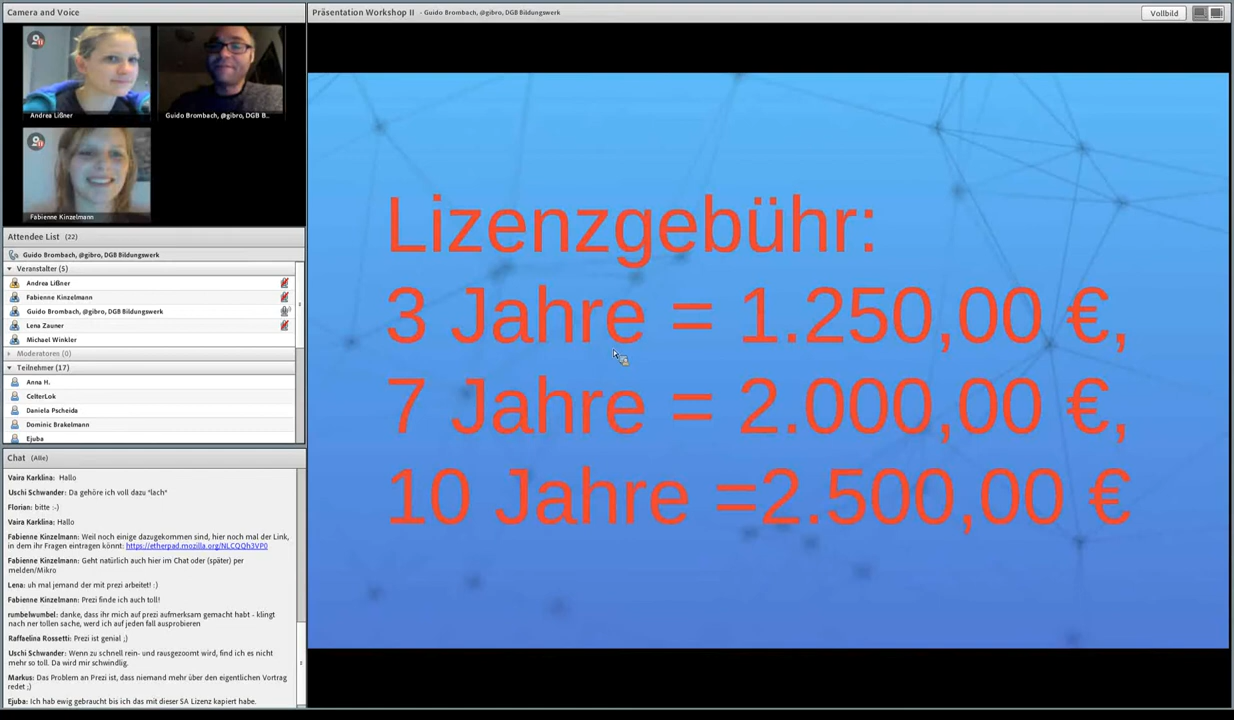 Camera and Voice
Andrea Lißner
Guido Brombach, @gibro, DGB B...
Fabienne Kinzelmann
Attendee List (22)
Guido Brombach, @gibro, DGB Bildungswerk
Veranstalter (5)
Andrea Lißner
Fabienne Kinzelmann
Guido Brombach, @gibro, DGB Bildungswerk
Lena Zauner
Michael Winkler
Moderatoren (0)
Teilnehmer (17)
Anna H.
CelterLok
Daniela Pscheida
Dominic Brakelmann
Ejuba
Chat (Alle)
Vaira Karklina: Hallo
Uschi Schwander: Da gehöre ich voll dazu *lach*
Florian: bitte :-)
Vaira Karklina: Hallo
Fabienne Kinzelmann: Weil noch einige dazugekommen sind, hier noch mal der Link,
in dem ihr Fragen eintragen könnt: https://etherpad.mozilla.org/NLCQQh3VP0
Fabienne Kinzelmann: Geht natürlich auch hier im Chat oder (später) per
melden/Mikro
Lena: uh mal jemand der mit prezi arbeitet! :)
Fabienne Kinzelmann: Prezi finde ich auch toll!
rumbelwumbel: danke, dass ihr mich auf prezi aufmerksam gemacht habt - klingt
nach ner tollen sache, werd ich auf jeden fall ausprobieren
Raffaelina Rossetti: Prezi ist genial ;)
Uschi Schwander: Wenn zu schnell rein- und rausgezoomt wird, find ich es nicht
mehr so toll. Da wird mir schwindlig.
Markus: Das Problem an Prezi ist, dass niemand mehr über den eigentlichen Vortrag
redet ;)
Ejuba: Ich hab ewig gebraucht bis ich das mit dieser SA Lizenz kapiert habe.
Präsentation Workshop II - Guido Brombach, @gibro, DGB Bildungswerk
Vollbild
Lizenzgebühr:
3 Jahre = 1.250,00 €,
7 Jahre = 2.000,00 €,
10 Jahre =2.500,00 €